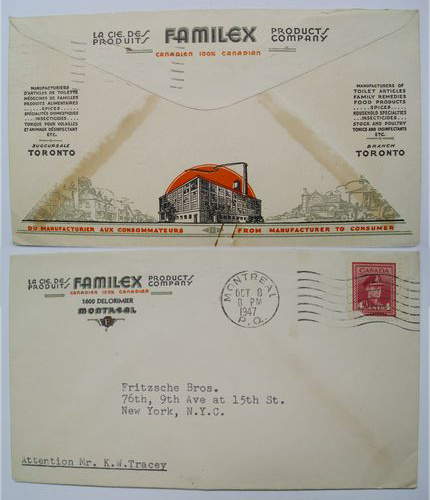 LA CIE. DES
PRODUITS
FAMILEX
PRODUCTS
COMPANY
CANADIEN 100% CANADIAN
MANUFACTURIERS
D'ARTICLES DE TOILETTE
MÉDECINES DE FAMILLES
PRODUITS ALIMENTAIRES
....EPICES....
SPÉCIALITÉS DOMESTIQUES
...INSECTICIDES...
TONIQUE POUR VOLAILLES
ET ANIMAUX DÉSINFECTANT
ETC.
SUCCURSALE
TORONTO
MANUFACTURERS OF
TOILET ARTICLES
FAMILY REMEDIES
FOOD PRODUCTS
....SPICES....
HOUSEHOLD SPECIALTIES
...INSECTICIDES...
STOCK AND POULTRY
TONICS AND DISINFECTANTS
ETC.
BRANCH
TORONTO
DU MANUFACTURIER AUX CONSOMMATEURS
FROM MANUFACTURER TO CONSUMER
LA CIE. DES
PRODUITS
FAMILEX
PRODUCTS
COMPANY
CANADIEN 100% CANADIAN
1600 DELORIMIER
MONTREAL
F
MONTREAL
OCT 8
8 PM
1947
P.Q.
CANADA
4 4
Fritzsche Bros.
76th, 9th Ave at 15th St.
New York, N.Y.C.
Attention Mr. K.W.Tracey